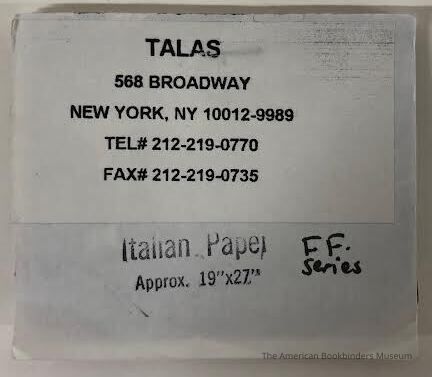 TALAS
568 BROADWAY
NEW YORK, NY 10012-9989
TEL# 212-219-0770
FAX# 212-219-0735
Italian Paper
Approx. 19"x27"
F F.
series
The American Bookbinders Museum